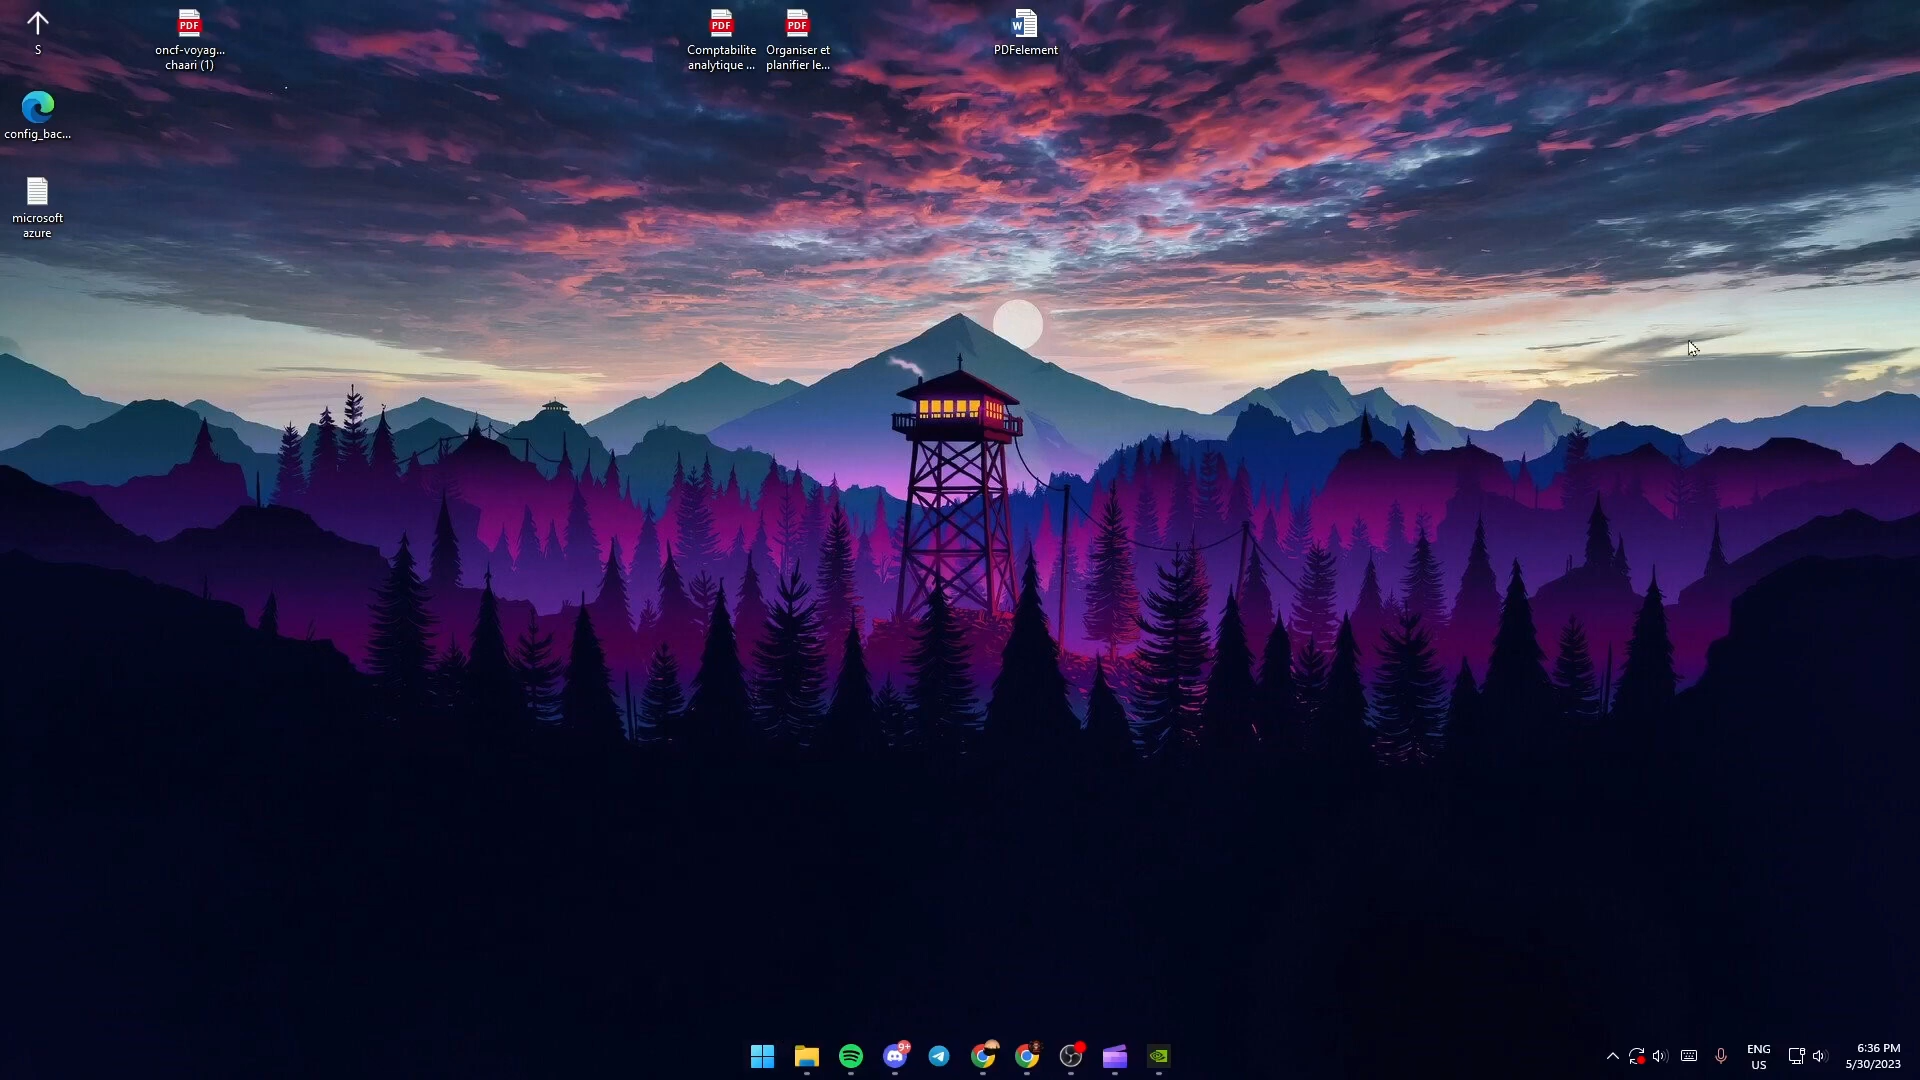 S
oncf-voyag...
chaari (1)
PDF
Comptabilite
analytique ...
PDF
Organiser et
planifier le...
PDF
W
PDFelement
config_bac...
microsoft
azure
9+
ENG
US
6:36 PM
5/30/2023